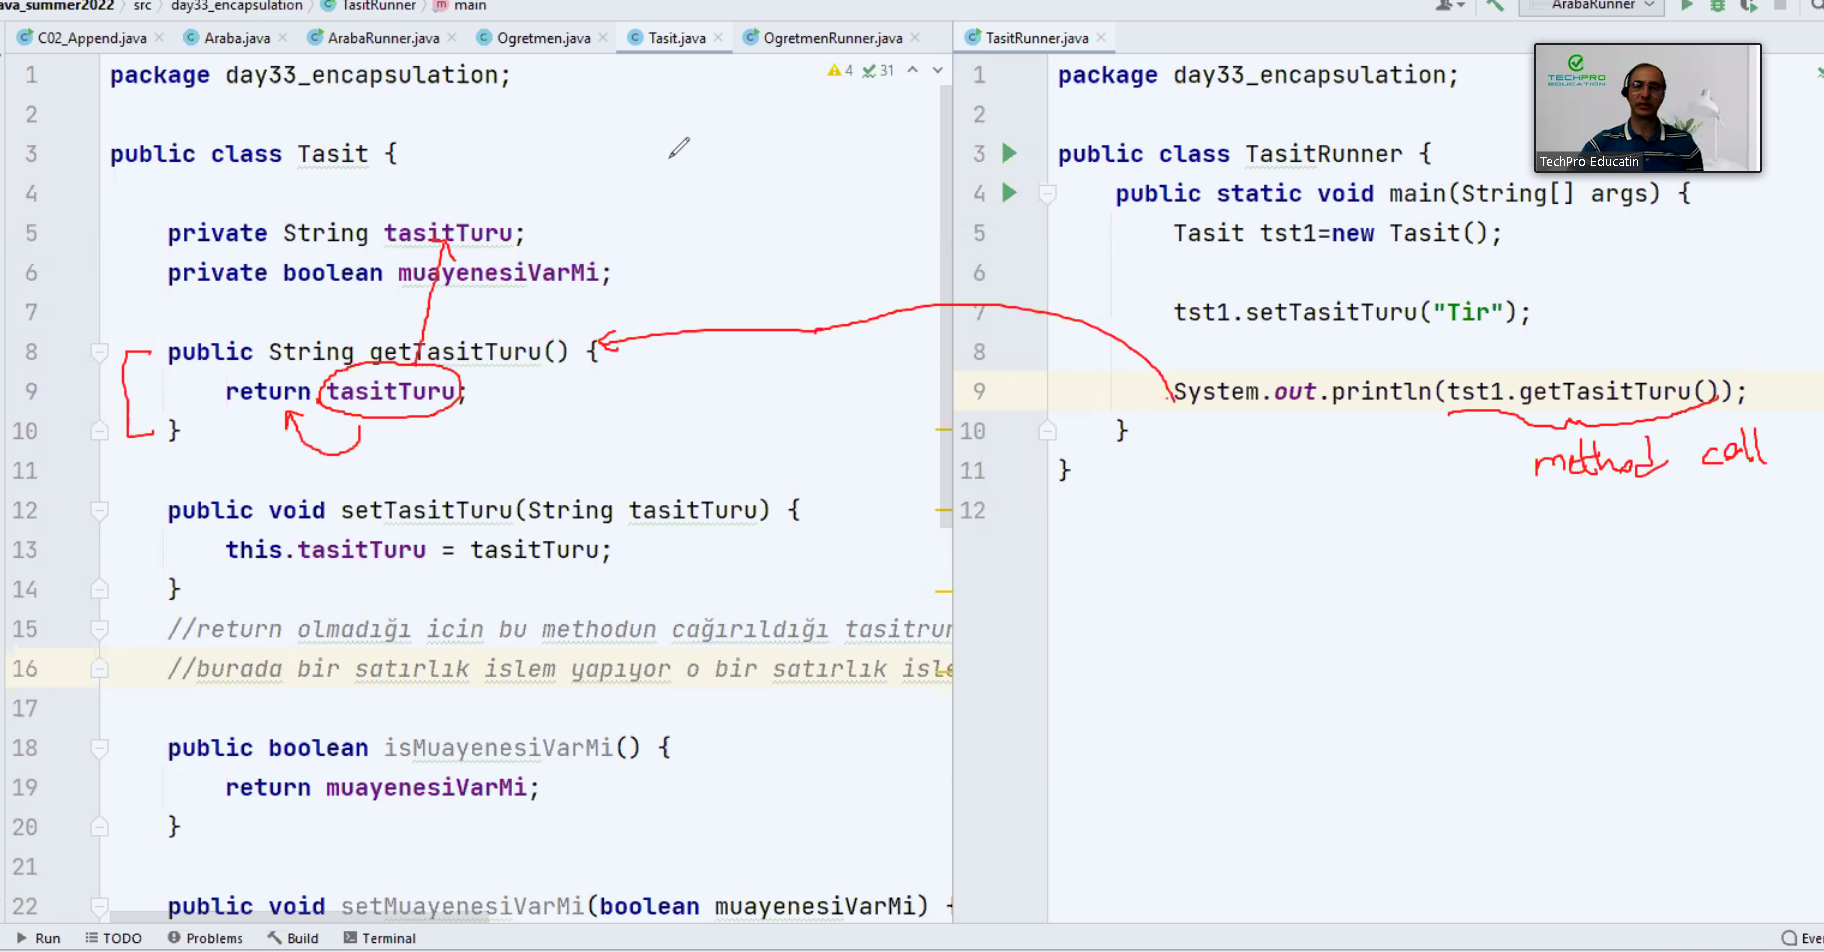 java_summer2022 src day33_encapsulation TasitRunner main
ArabaRunner
C02_Append.java Araba.java ArabaRunner.java Ogretmen.java Tasit.java OgretmenRunner.java
1 package day33_encapsulation;
4 31
2
3 public class Tasit {
4
5 private String tasitTuru;
6 private boolean muayenesiVarMi;
7
8 public String getTasitTuru() {
9 return tasitTuru;
10 }
11
12 public void setTasitTuru(String tasitTuru) {
13 this.tasitTuru = tasitTuru;
14 }
15 //return olmadığı icin bu methodun cağırıldığı tasitrun
16 //burada bir satırlık islem yapıyor o bir satırlık isle
17
18 public boolean isMuayenesiVarMi() {
19 return muayenesiVarMi;
20 }
21
22 public void setMuayenesiVarMi(boolean muayenesiVarMi) {
TasitRunner.java
1 package day33_encapsulation;
2
3 public class TasitRunner {
4 public static void main(String[] args) {
5 Tasit tst1=new Tasit();
6
7 tst1.setTasitTuru("Tir");
8
9 System.out.println(tst1.getTasitTuru());
10 }
method call
11 }
12
TECHPRO
EDUCATION
TechPro Educatin
Run TODO Problems Build Terminal